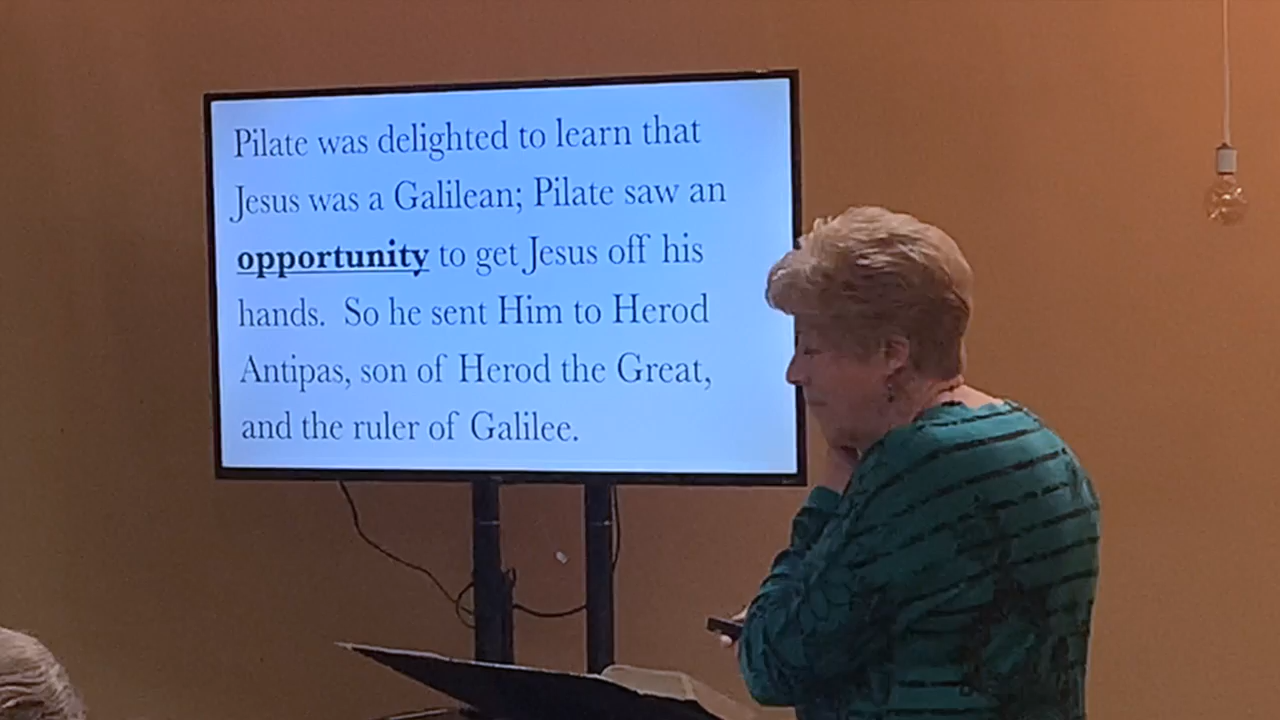 Pilate was delighted to learn that
Jesus was a Galilean; Pilate saw an
opportunity to get Jesus off his
hands. So he sent Him to Herod
Antipas, son of Herod the Great,
and the ruler of Galilee.